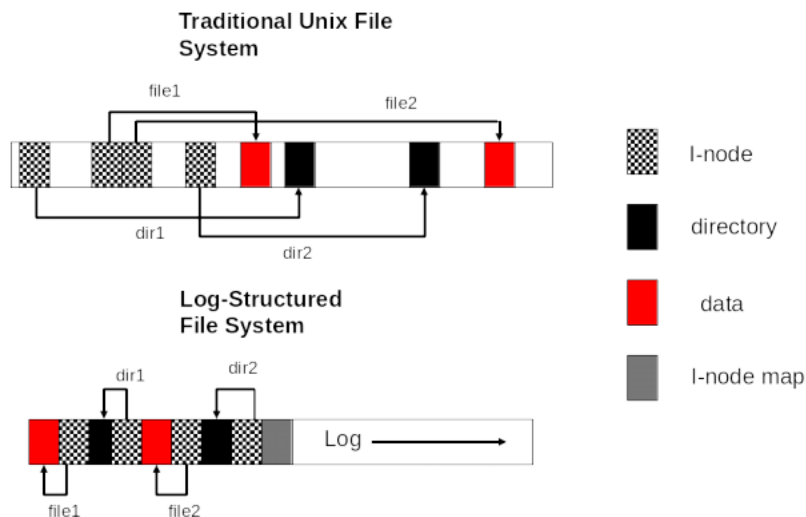 Traditional Unix File
System
file1
file2
I-node
directory
dir1
dir2
Log-Structured
File System
data
dir1
dir2
I-node map
Log
file1
file2